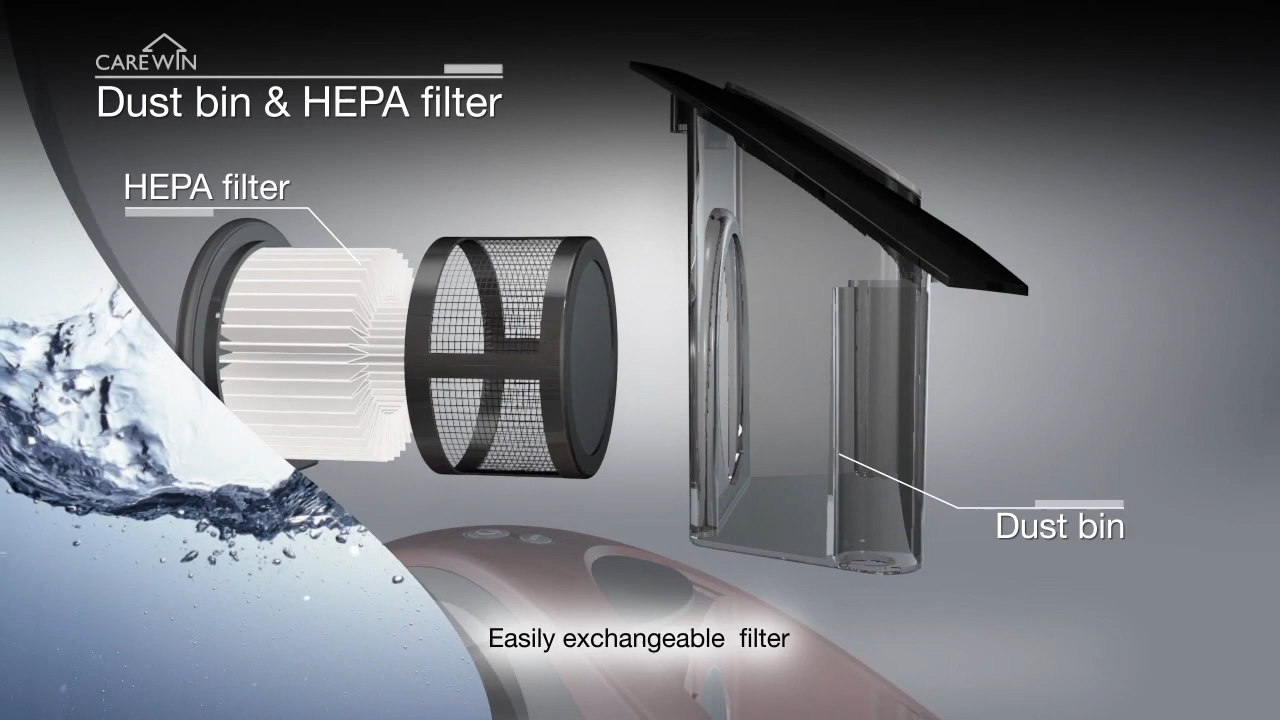 CAREWIN
Dust bin & HEPA filter
HEPA filter
Dust bin
Easily exchangeable filter